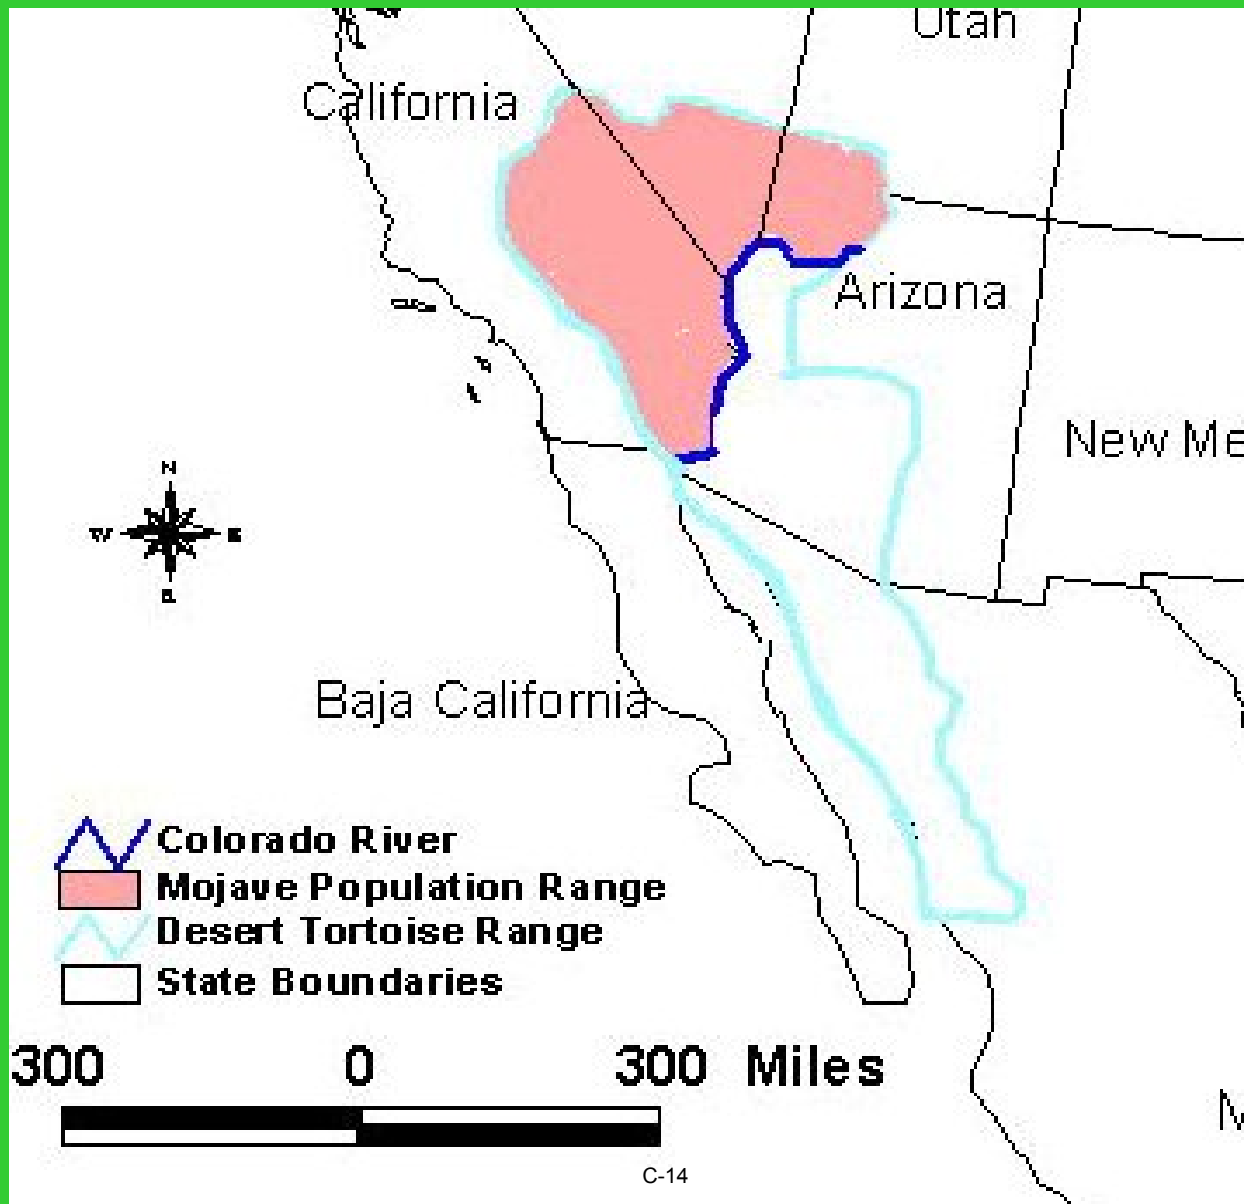 Utah
California
Arizona
New Me
N
W E
S
Baja California
Colorado River
Mojave Population Range
Desert Tortoise Range
State Boundaries
300 0 300 Miles
M
C-14